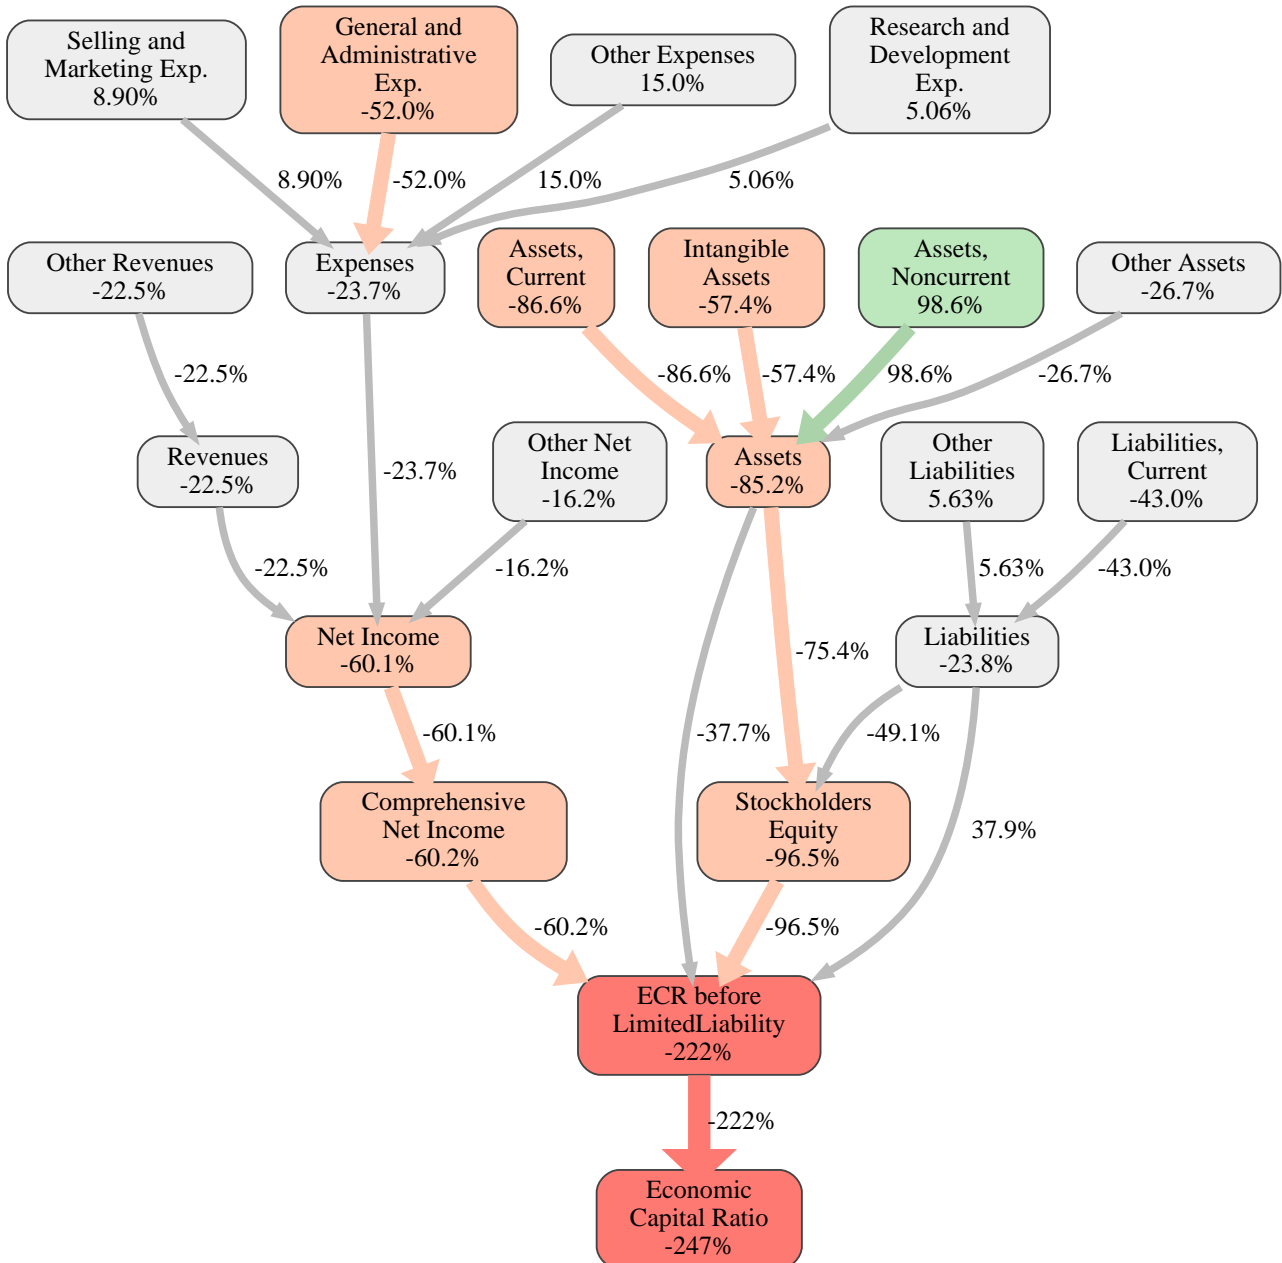 Selling and
Marketing Exp.
8.90%
General and
Administrative
Exp.
-52.0%
Other Expenses
15.0%
Research and
Development
Exp.
5.06%
8.90%
-52.0%
15.0%
5.06%
Other Revenues
-22.5%
Expenses
-23.7%
Assets,
Current
-86.6%
Intangible
Assets
-57.4%
Assets,
Noncurrent
98.6%
Other Assets
-26.7%
-22.5%
-86.6%
-57.4%
98.6%
-26.7%
Revenues
-22.5%
-23.7%
Other Net
Income
-16.2%
Assets
-85.2%
Other
Liabilities
5.63%
Liabilities,
Current
-43.0%
-22.5%
-16.2%
5.63%
-43.0%
Net Income
-60.1%
-75.4%
Liabilities
-23.8%
-60.1%
-37.7%
-49.1%
Comprehensive
Net Income
-60.2%
Stockholders
Equity
-96.5%
37.9%
-60.2%
-96.5%
ECR before
LimitedLiability
-222%
-222%
Economic
Capital Ratio
-247%